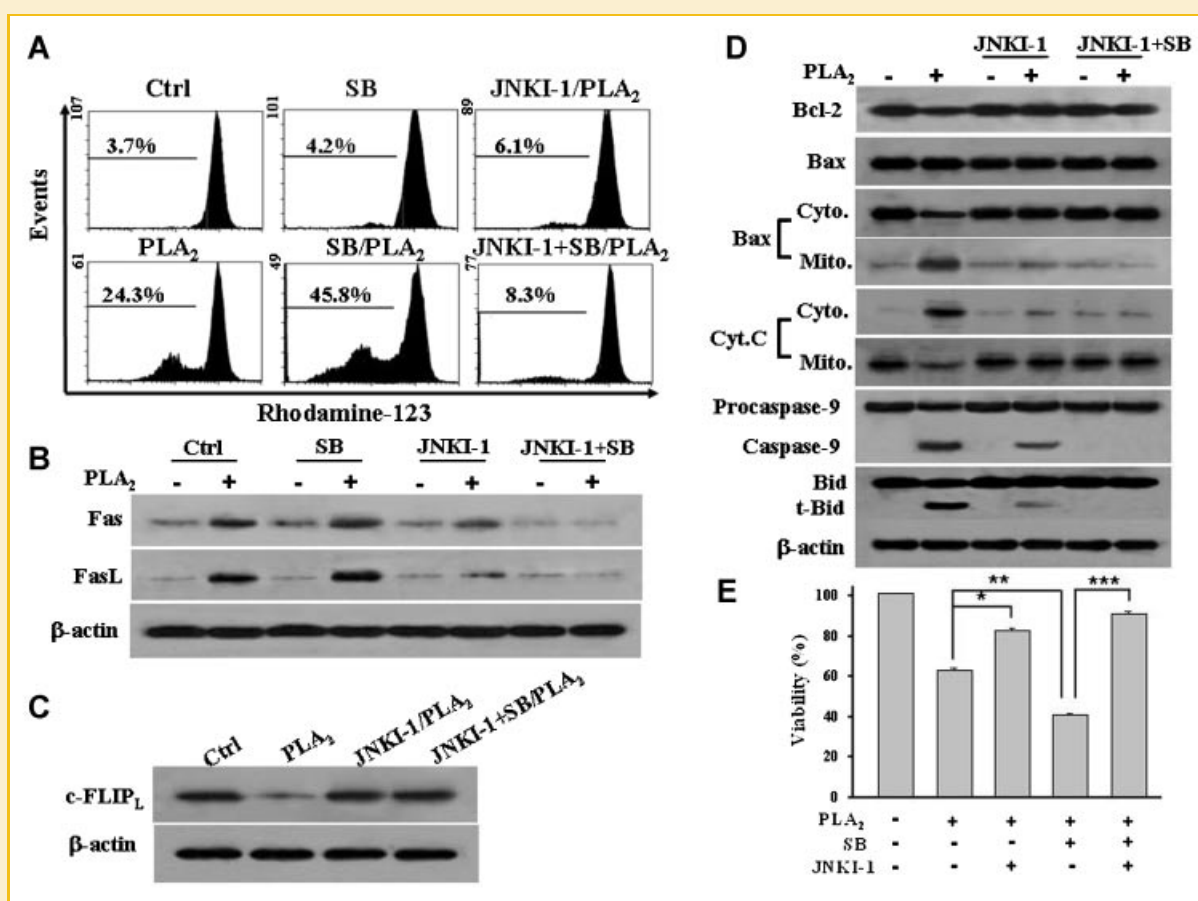 A
Ctrl
SB
JNKI-1/PLA₂
107
101
89
3.7%
4.2%
6.1%
Events
PLA₂
SB/PLA₂
JNKI-1+SB/PLA₂
61
49
77
24.3%
45.8%
8.3%
Rhodamine-123
B
Ctrl SB JNKI-1 JNKI-1+SB
PLA₂ - + - + - + - +
Fas
FasL
β-actin
C
Ctrl PLA₂ JNKI-1/PLA₂ JNKI-1+SB/PLA₂
c-FLIP_L
β-actin
D
JNKI-1 JNKI-1+SB
PLA₂ - + - + - +
Bcl-2
Bax
Cyto.
Bax
Mito.
Cyto.
Cyt.C
Mito.
Procaspase-9
Caspase-9
Bid
t-Bid
β-actin
E
** ***
*
Viability (%)
100
80
60
40
20
0
PLA₂ - + + + +
SB - - - + +
JNKI-1 - - + - +